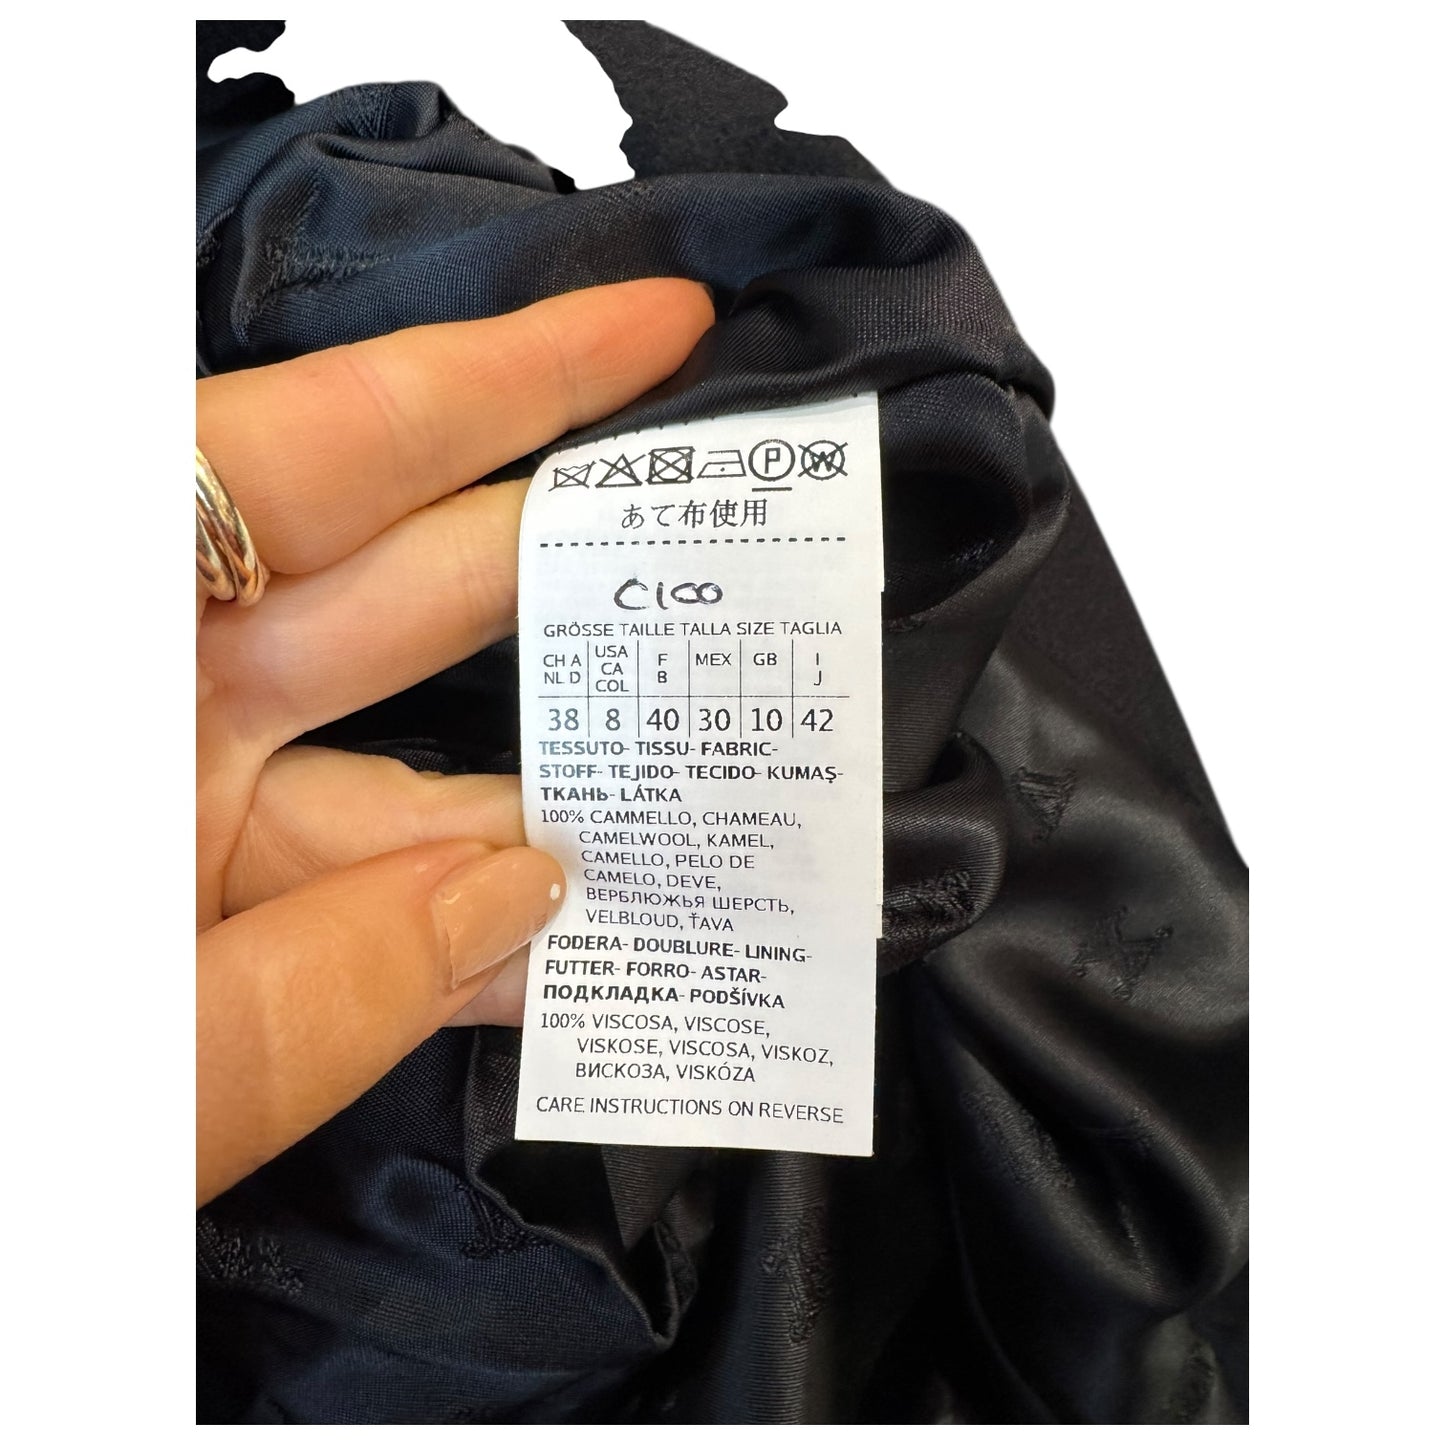 P W
あて布使用
C100
GRÖSSE TAILLE TALLA SIZE TAGLIA
CH A NL D USA CA COL F B MEX GB I J
38 8 40 30 10 42
TESSUTO- TISSU- FABRIC-
STOFF- TEJIDO- TECIDO- KUMAŞ-
ТКАНЬ- LÁTKA
100% CAMMELLO, CHAMEAU,
CAMELWOOL, KAMEL,
CAMELLO, PELO DE
CAMELO, DEVE,
ВЕРБЛЮЖЬЯ ШЕРСТЬ,
VELBLOUD, ŤAVA
FODERA- DOUBLURE- LINING-
FUTTER- FORRO- ASTAR-
ПОДКЛАДКА- PODŠÍVKA
100% VISCOSA, VISCOSE,
VISKOSE, VISCOSA, VISKOZ,
ВИСКОЗА, VISKÓZA
CARE INSTRUCTIONS ON REVERSE